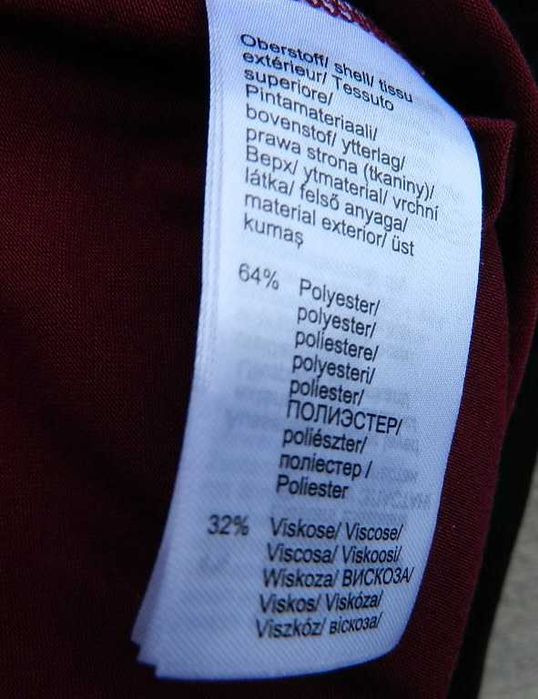 Oberstoff/ shell/ tissu
extérieur/ Tessuto
superiore/
Pintamateriaali/
bovenstof/ ytterlag/
prawa strona (tkaniny)/
Верх/ ytmaterial/ vrchní
látka/ felső anyaga/
material exterior/ üst
kumaş
64% Polyester/
polyester/
poliestere/
polyesteri/
poliester/
ПОЛИЭСТЕР/
poliészter/
поліестер /
Poliester
32% Viskose/ Viscose/
Viscosa/ Viskoosi/
Wiskoza/ ВИСКОЗА/
Viskos/ Viskóza/
Viszkóz/ віскоза/